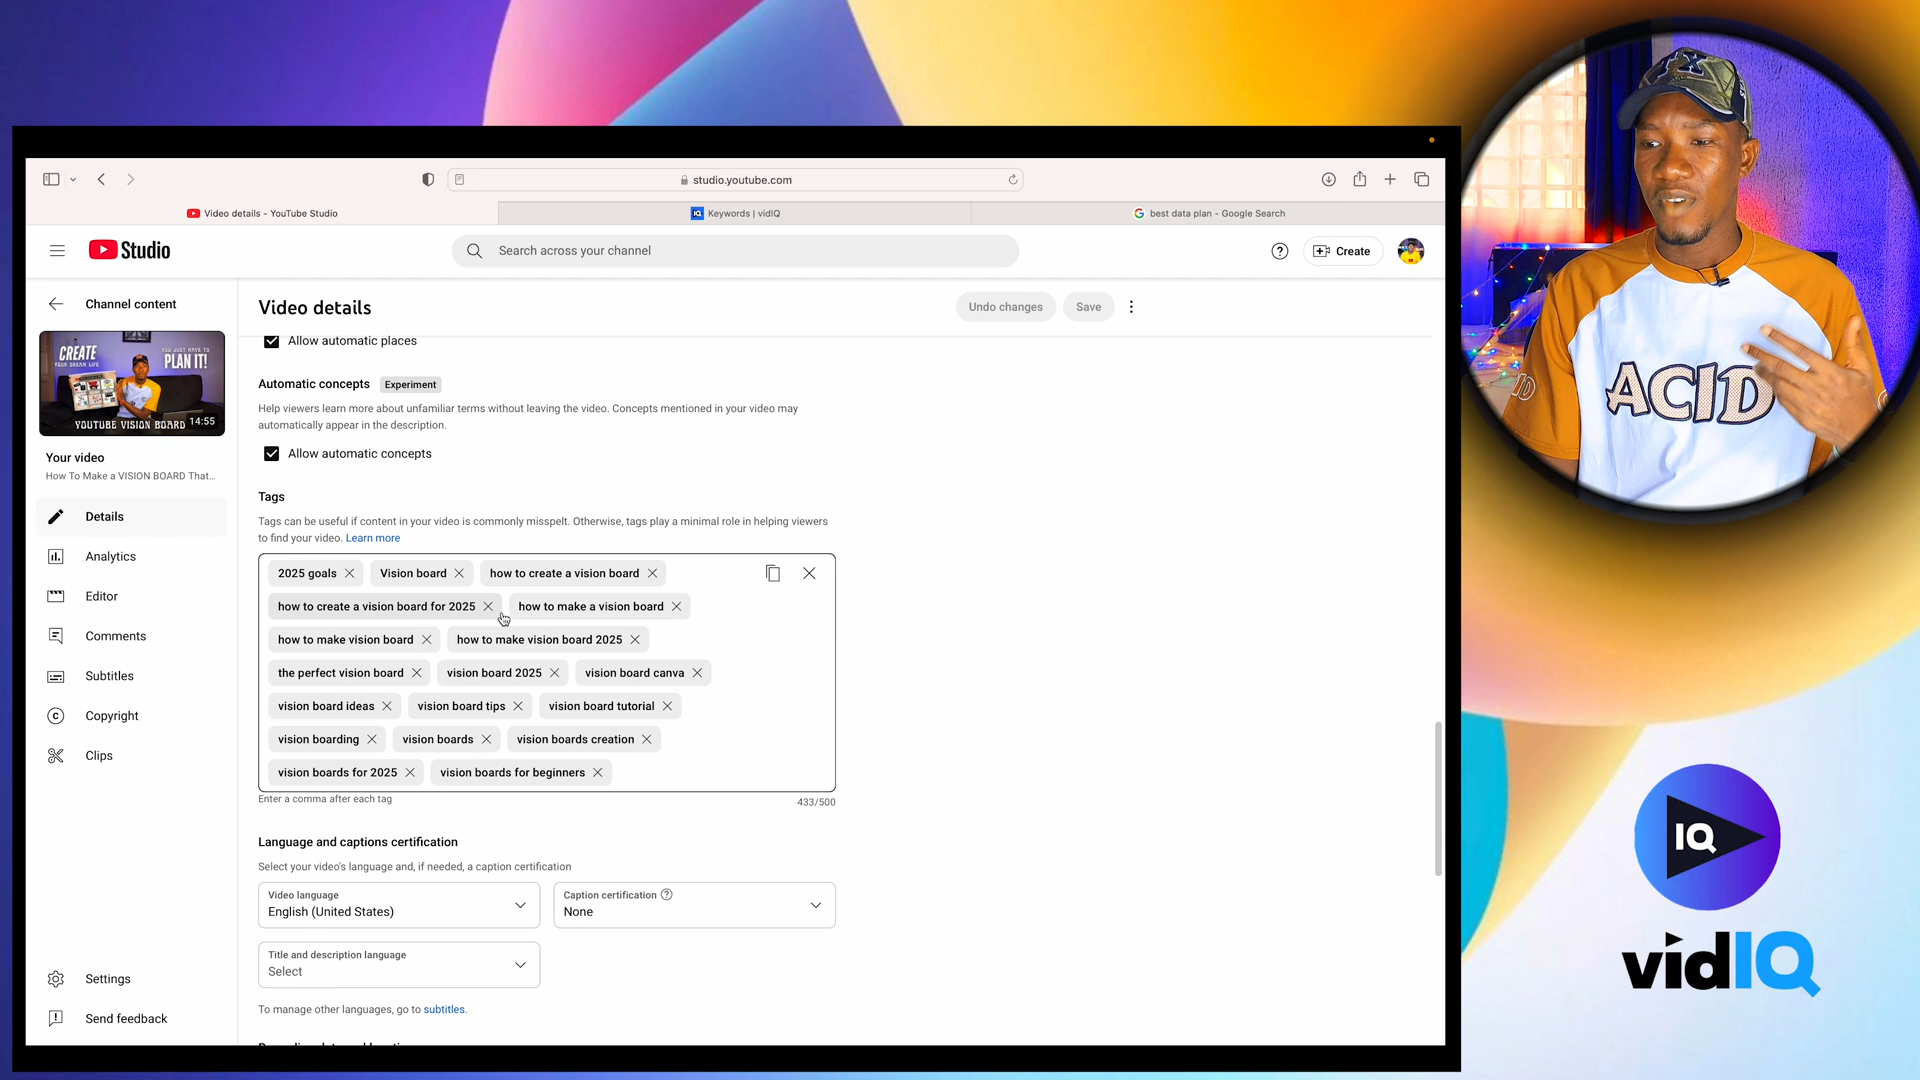 studio.youtube.com
Video details - YouTube Studio
Keywords | vidIQ
best data plan - Google Search
Studio
Search across your channel
Create
Channel content
Video details
Undo changes
Save
CREATE
YOUR DREAM LIFE
YOU JUST HAVE TO
PLAN IT!
YOUTUBE VISION BOARD
14:55
Your video
How To Make a VISION BOARD That...
Details
Analytics
Editor
Comments
Subtitles
Copyright
Clips
Settings
Send feedback
Allow automatic places
Automatic concepts Experiment
Help viewers learn more about unfamiliar terms without leaving the video. Concepts mentioned in your video may
automatically appear in the description.
Allow automatic concepts
Tags
Tags can be useful if content in your video is commonly misspelt. Otherwise, tags play a minimal role in helping viewers
to find your video. Learn more
2025 goals Vision board how to create a vision board
how to create a vision board for 2025 how to make a vision board
how to make vision board how to make vision board 2025
the perfect vision board vision board 2025 vision board canva
vision board ideas vision board tips vision board tutorial
vision boarding vision boards vision boards creation
vision boards for 2025 vision boards for beginners
Enter a comma after each tag
433/500
Language and captions certification
Select your video's language and, if needed, a caption certification
Video language
English (United States)
Caption certification
None
Title and description language
Select
To manage other languages, go to subtitles.
ACID
IQ
vidIQ